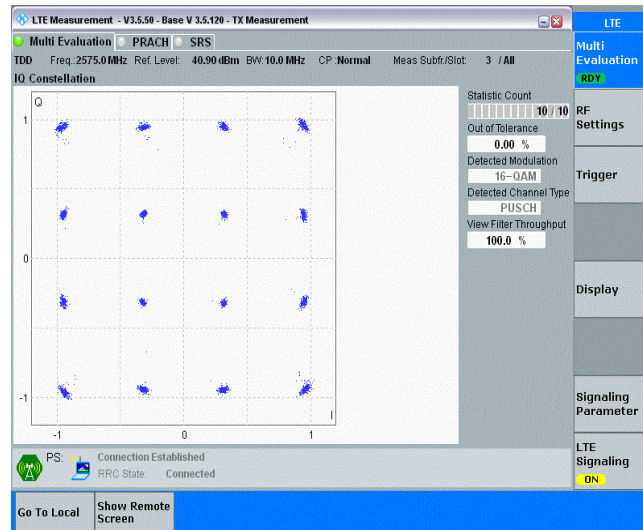 LTE Measurement - V3.5.50 - Base V 3.5.120 - TX Measurement
LTE
Multi Evaluation PRACH SRS
TDD Freq.:2575.0 MHz Ref. Level: 40.90 dBm BW:10.0 MHz CP :Normal Meas Subfr./Slot: 3 / All
IQ Constellation
Multi
Evaluation
RDY
RF
Settings
Trigger
Display
Signaling
Parameter
LTE
Signaling
ON
Q
1
0
-1
-1 0 1
I
Statistic Count
10 / 10
Out of Tolerance
0.00 %
Detected Modulation
16-QAM
Detected Channel Type
PUSCH
View Filter Throughput
100.0 %
PS: Connection Established
RRC State: Connected
Go To Local
Show Remote
Screen